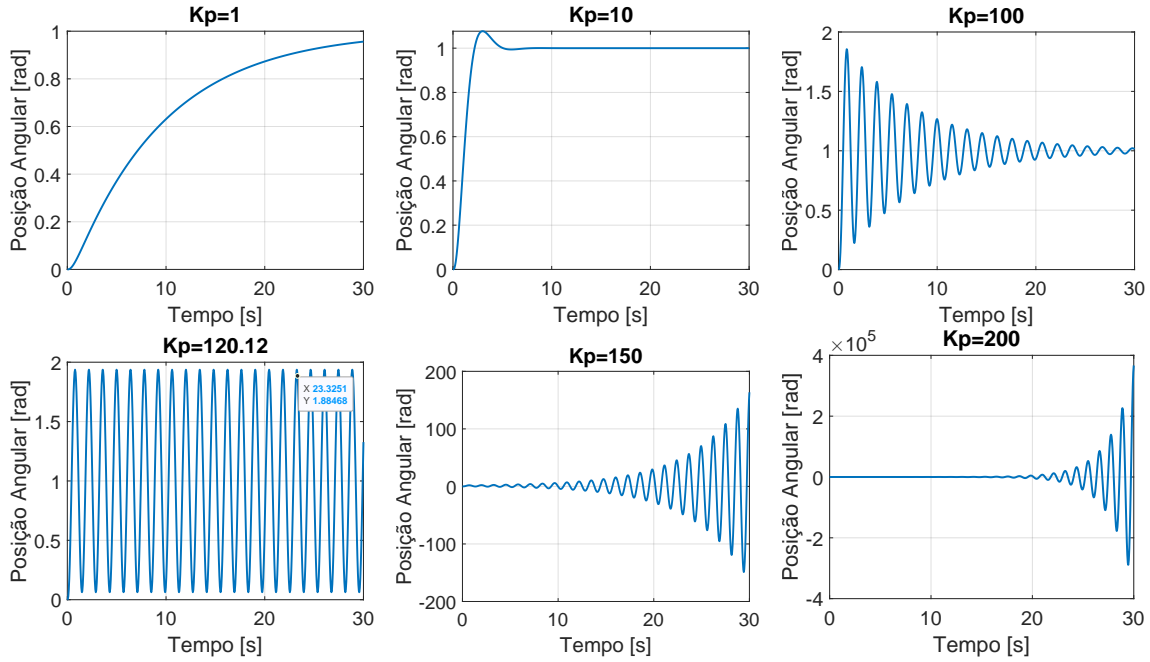 Kp=1
Posição Angular [rad]
1
0.8
0.6
0.4
0.2
0
0 10 20 30
Tempo [s]
Kp=10
Posição Angular [rad]
1
0.8
0.6
0.4
0.2
0
0 10 20 30
Tempo [s]
Kp=100
Posição Angular [rad]
2
1.5
1
0.5
0
0 10 20 30
Tempo [s]
Kp=120.12
Posição Angular [rad]
2
1.5
1
0.5
0
X 23.3251
Y 1.88468
0 10 20 30
Tempo [s]
Kp=150
Posição Angular [rad]
200
100
0
-100
-200
0 10 20 30
Tempo [s]
Kp=200
×10⁵
Posição Angular [rad]
4
2
0
-2
-4
0 10 20 30
Tempo [s]